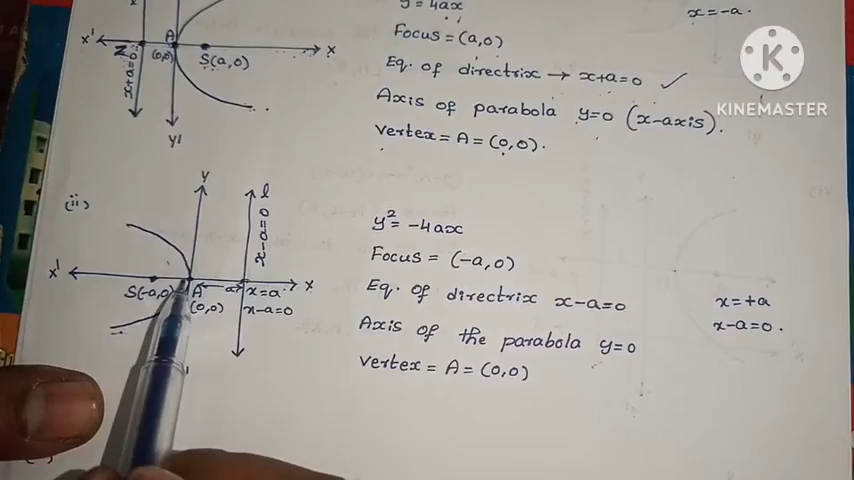 y = 4ax
x = -a.
x' A x
Z (0,0) S(a,0)
x+a=0
Focus = (a,0)
Eq. of directrix → x+a=0 ✓
Axis of parabola y=0 (x-axis).
vertex = A = (0,0).
y'
KINEMASTER
(ii)
y l
x-a=0
x' x
S(-a,0) A a x=a
(0,0) x-a=0
y² = -4ax
Focus = (-a,0)
Eq. of directrix x-a=0
Axis of the parabola y=0
vertex = A = (0,0)
x=+a
x-a=0.